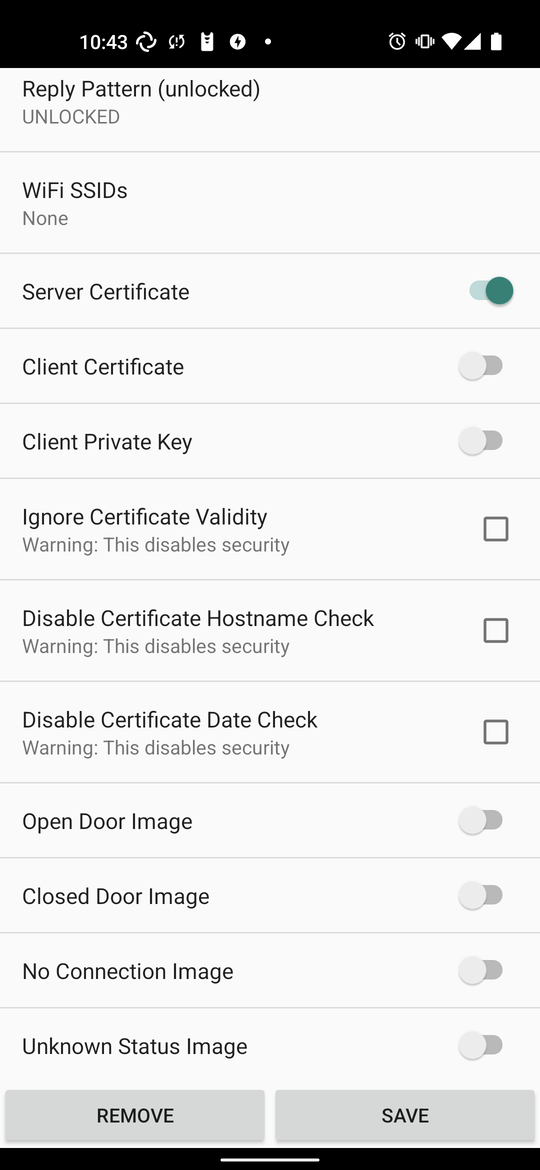 10:43
Reply Pattern (unlocked)
UNLOCKED
WiFi SSIDs
None
Server Certificate
Client Certificate
Client Private Key
Ignore Certificate Validity
Warning: This disables security
Disable Certificate Hostname Check
Warning: This disables security
Disable Certificate Date Check
Warning: This disables security
Open Door Image
Closed Door Image
No Connection Image
Unknown Status Image
REMOVE
SAVE